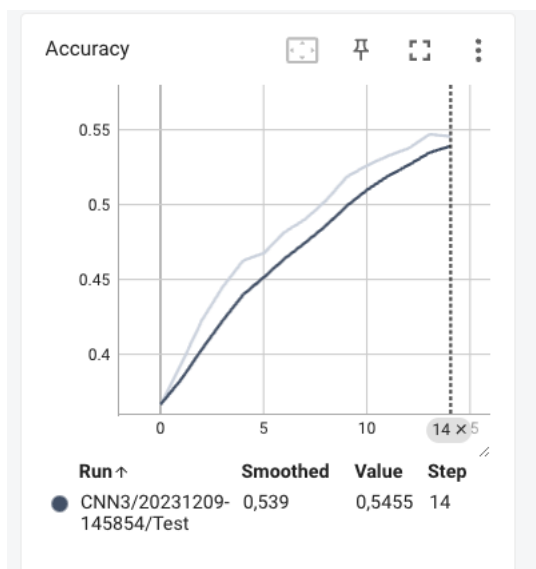 Accuracy
0.55
0.5
0.45
0.4
0 5 10 14 × 5
Run↑ Smoothed Value Step
CNN3/20231209- 0,539 0,5455 14
145854/Test